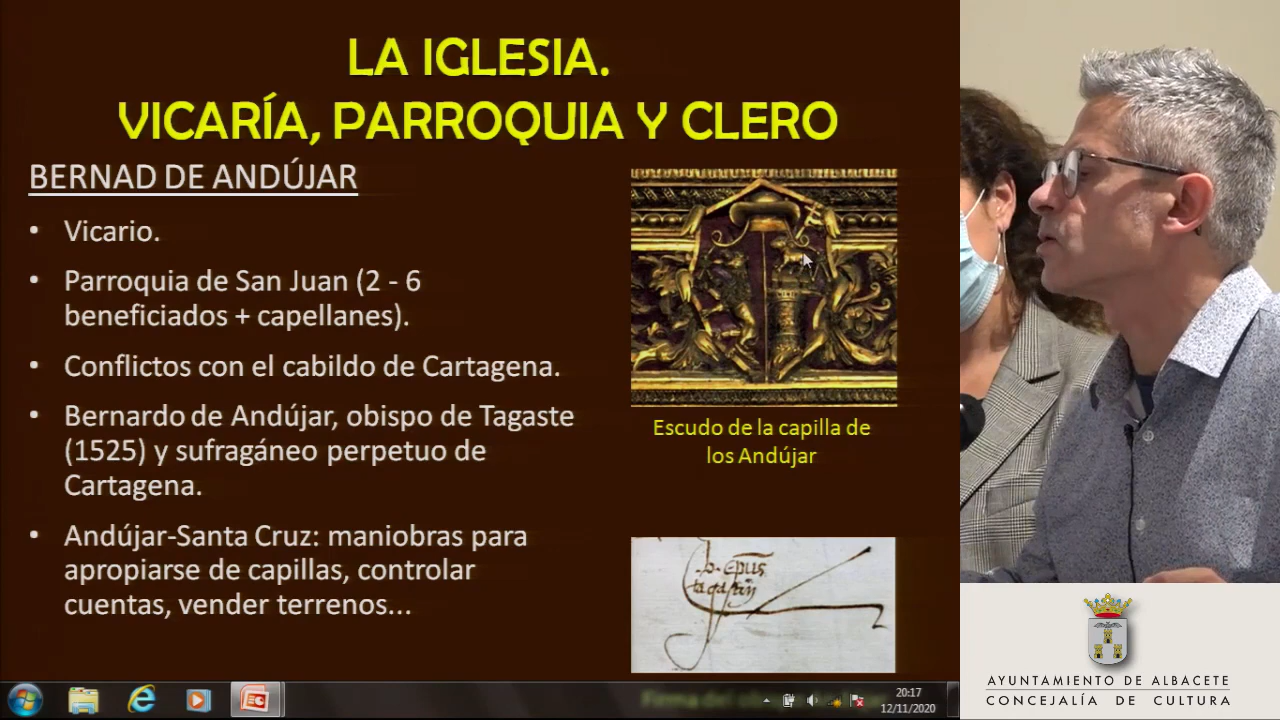 LA IGLESIA.
VICARÍA, PARROQUIA Y CLERO
BERNAD DE ANDÚJAR
• Vicario.
• Parroquia de San Juan (2 - 6
beneficiados + capellanes).
• Conflictos con el cabildo de Cartagena.
• Bernardo de Andújar, obispo de Tagaste
(1525) y sufragáneo perpetuo de
Cartagena.
• Andújar-Santa Cruz: maniobras para
apropiarse de capillas, controlar
cuentas, vender terrenos...
Escudo de la capilla de
los Andújar
20:17
12/11/2020
AYUNTAMIENTO DE ALBACETE
CONCEJALÍA DE CULTURA